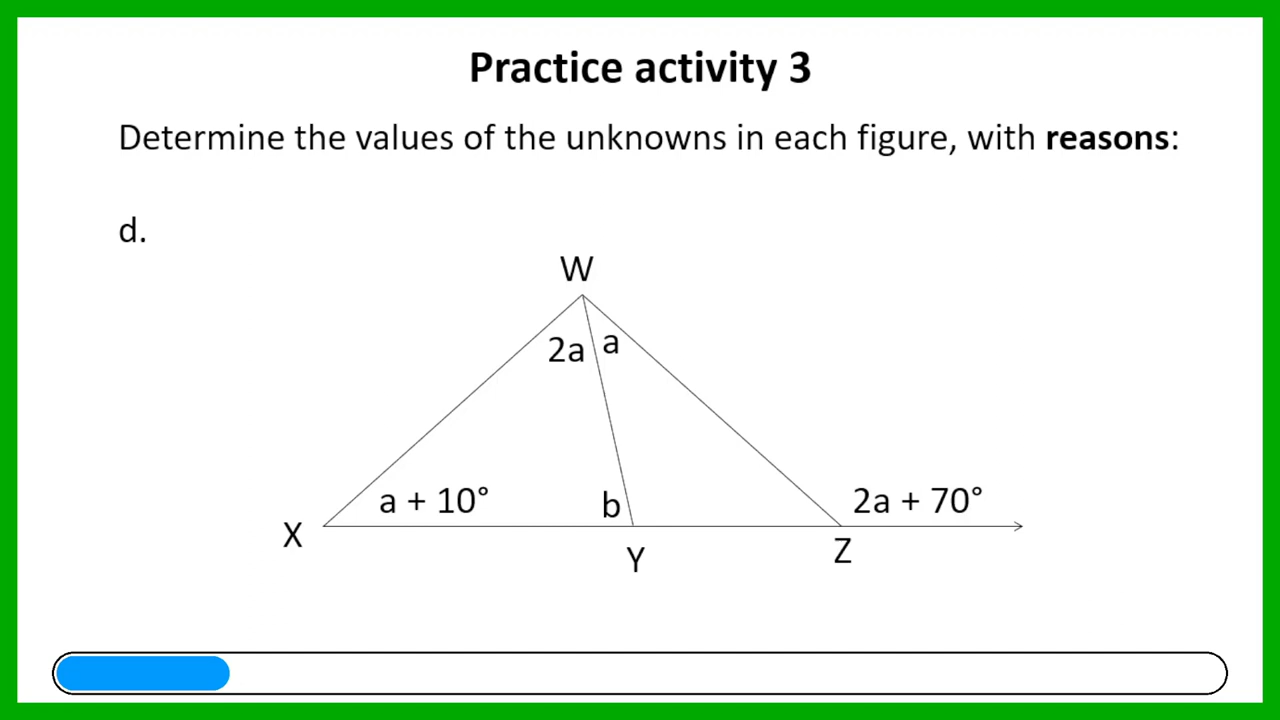 Practice activity 3
Determine the values of the unknowns in each figure, with reasons:
d.
W
2a a
a + 10° b 2a + 70°
X Y Z